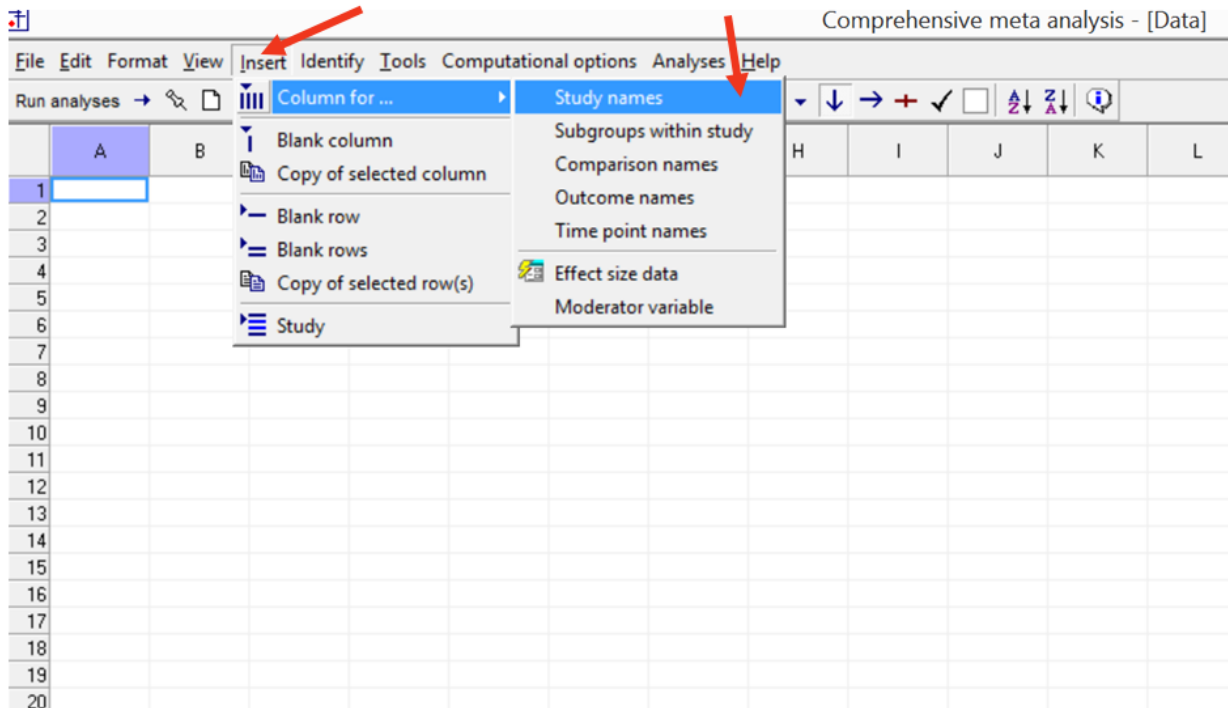 Comprehensive meta analysis - [Data]
File Edit Format View Insert Identify Tools Computational options Analyses Help
Run analyses
Column for ...
Blank column
Copy of selected column
Blank row
Blank rows
Copy of selected row(s)
Study
Study names
Subgroups within study
Comparison names
Outcome names
Time point names
Effect size data
Moderator variable
A B H I J K L
1
2
3
4
5
6
7
8
9
10
11
12
13
14
15
16
17
18
19
20